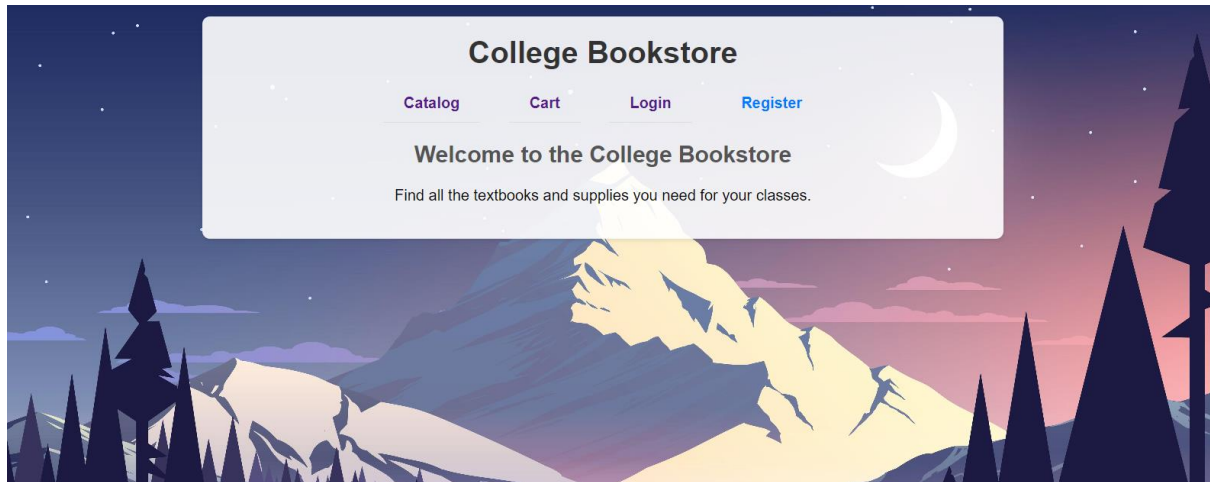 College Bookstore
Catalog Cart Login Register
Welcome to the College Bookstore
Find all the textbooks and supplies you need for your classes.